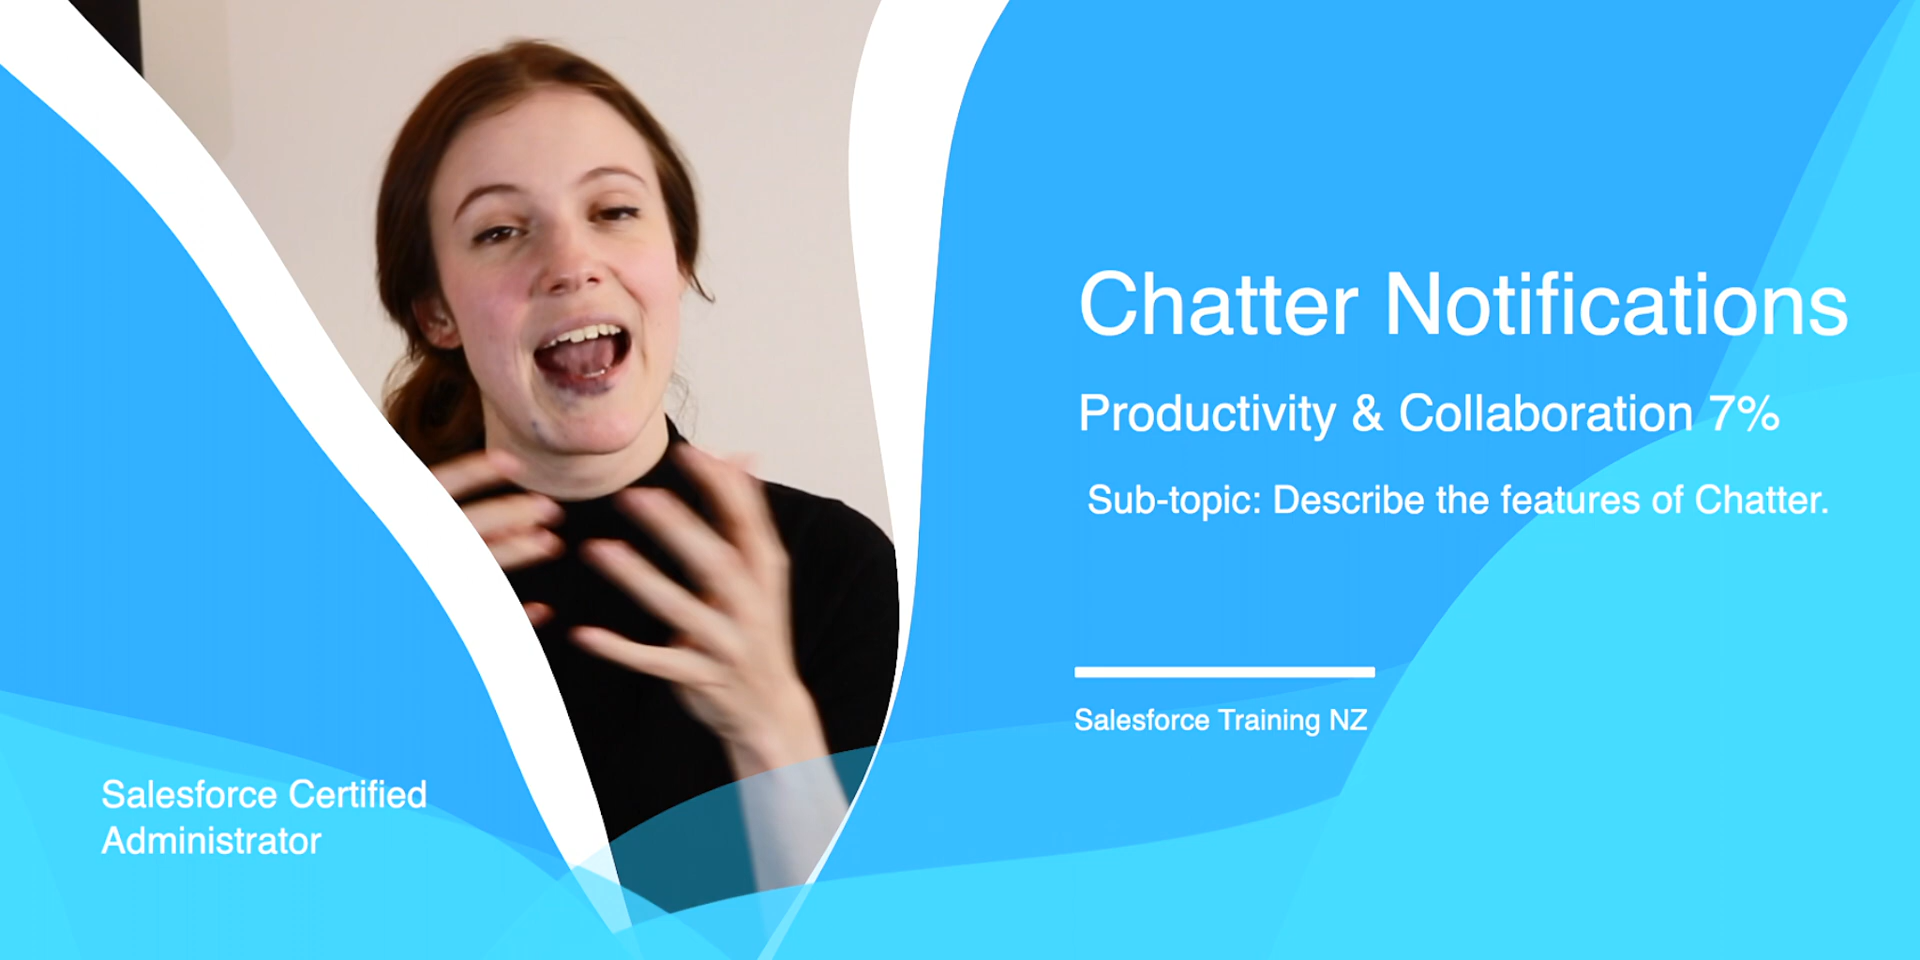 Chatter Notifications
Productivity & Collaboration 7%
Sub-topic: Describe the features of Chatter.
Salesforce Training NZ
Salesforce Certified
Administrator